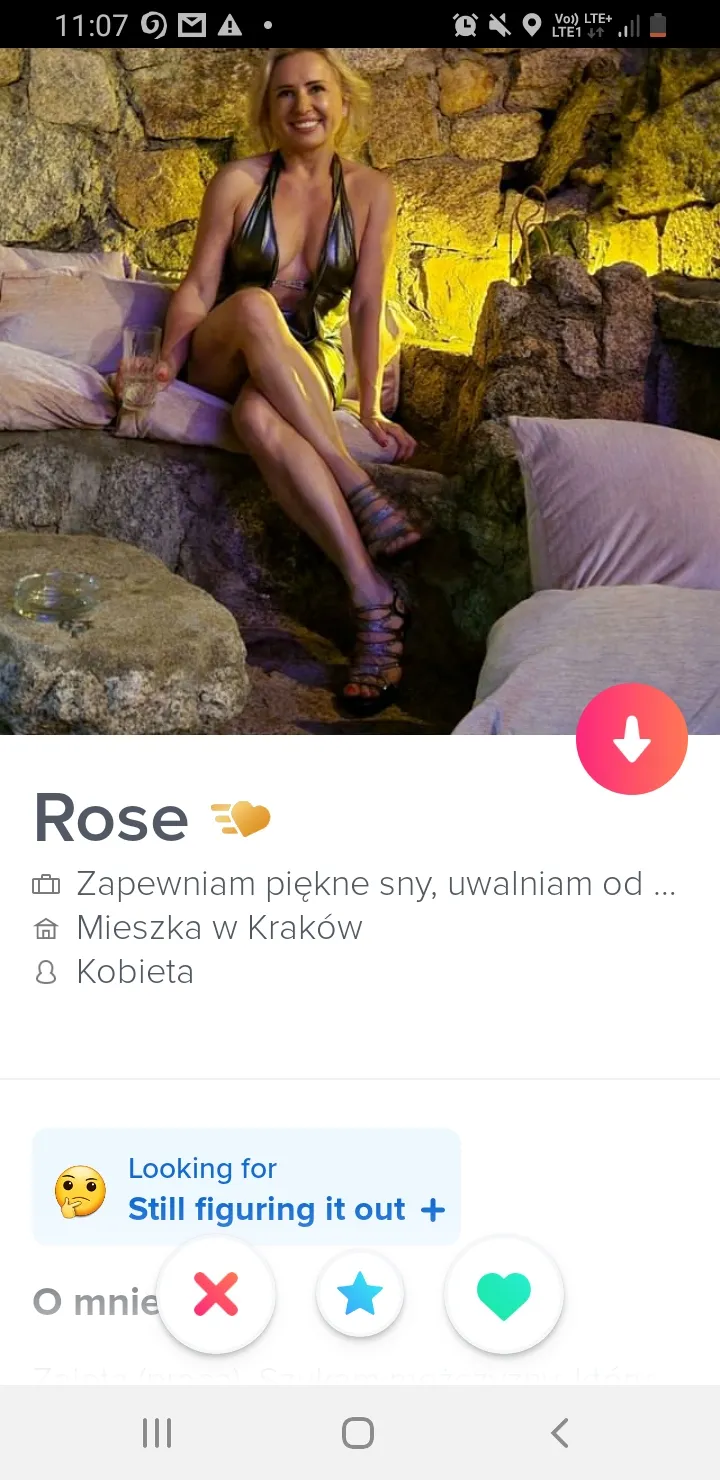 11:07
Vo) LTE+
LTE1
Rose
Zapewniam piękne sny, uwalniam od ...
Mieszka w Kraków
Kobieta
Looking for
Still figuring it out +
O mnie